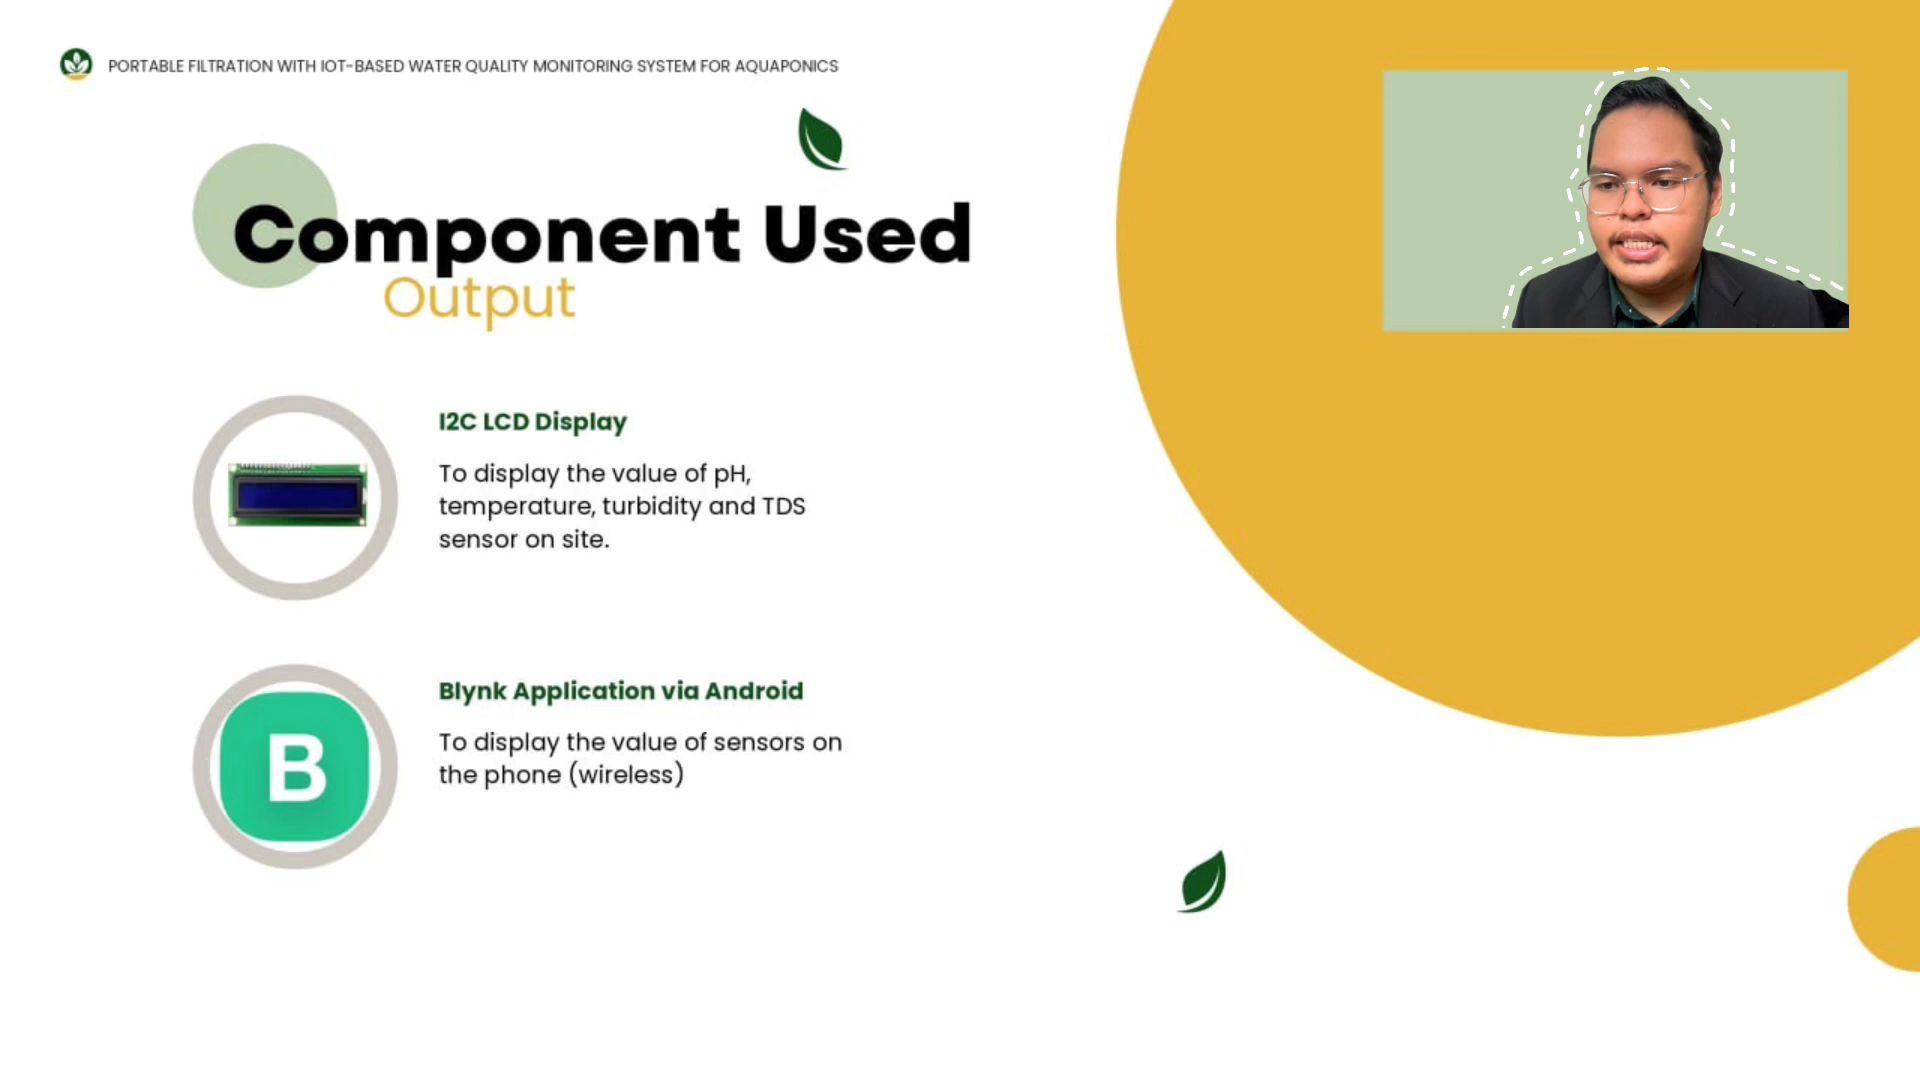 PORTABLE FILTRATION WITH IOT-BASED WATER QUALITY MONITORING SYSTEM FOR AQUAPONICS
Component Used
Output
I2C LCD Display
To display the value of pH,
temperature, turbidity and TDS
sensor on site.
B
Blynk Application via Android
To display the value of sensors on
the phone (wireless)